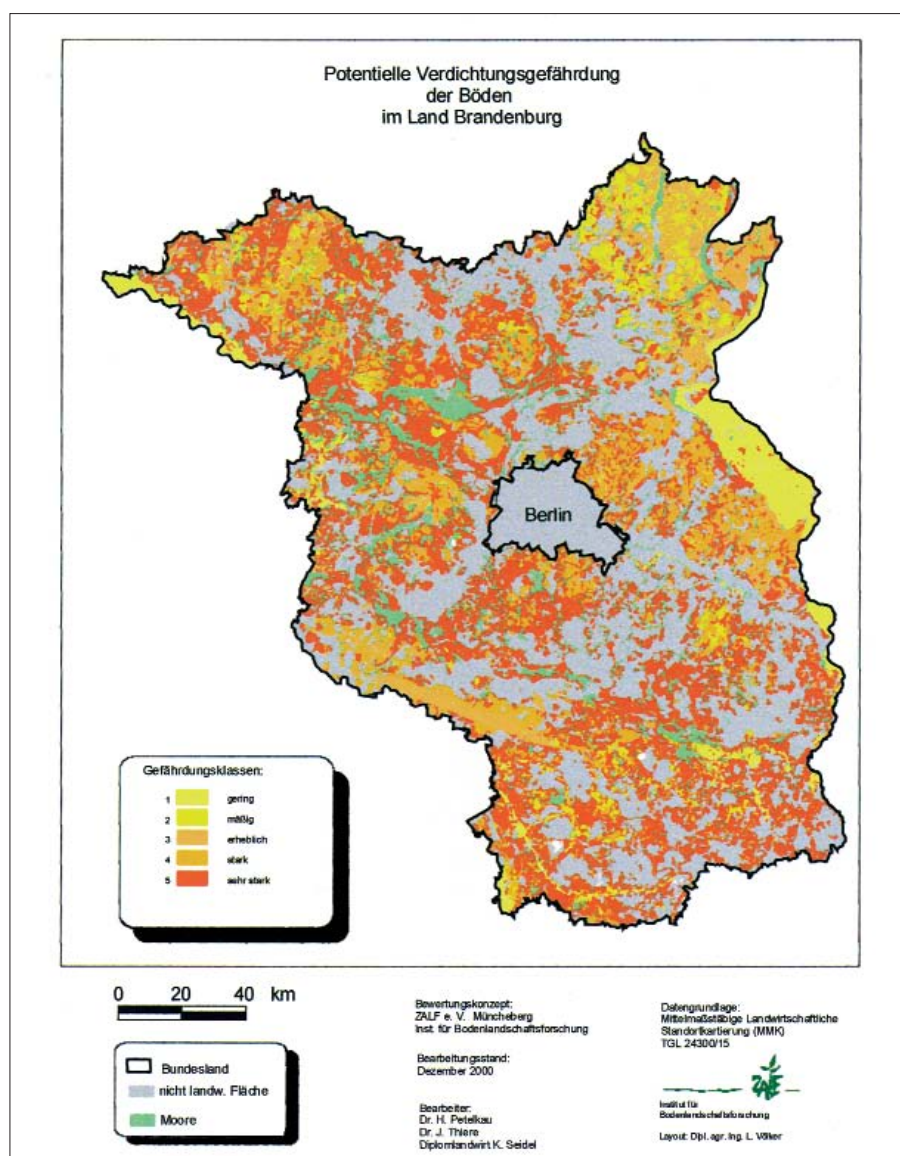 Potentielle Verdichtungsgefährdung
der Böden
im Land Brandenburg
Berlin
Gefährdungsklassen:
1 gering
2 mäßig
3 erheblich
4 stark
5 sehr stark
0 20 40 km
Bundesland
nicht landw. Fläche
Moore
Bewertungskonzept:
ZALF e. V. Müncheberg
Inst. für Bodenlandschaftsforschung
Bearbeitungsstand:
Dezember 2000
Bearbeiter:
Dr. H. Petelkau
Dr. J. Thiere
Diplomlandwirt K. Seidel
Datengrundlage:
Mittelmaßstäbige Landwirtschaftliche
Standortkartierung (MMK)
TGL 24300/15
ZALF
Institut für
Bodenlandschaftsforschung
Layout: Dipl. agr. Ing. L. Völker